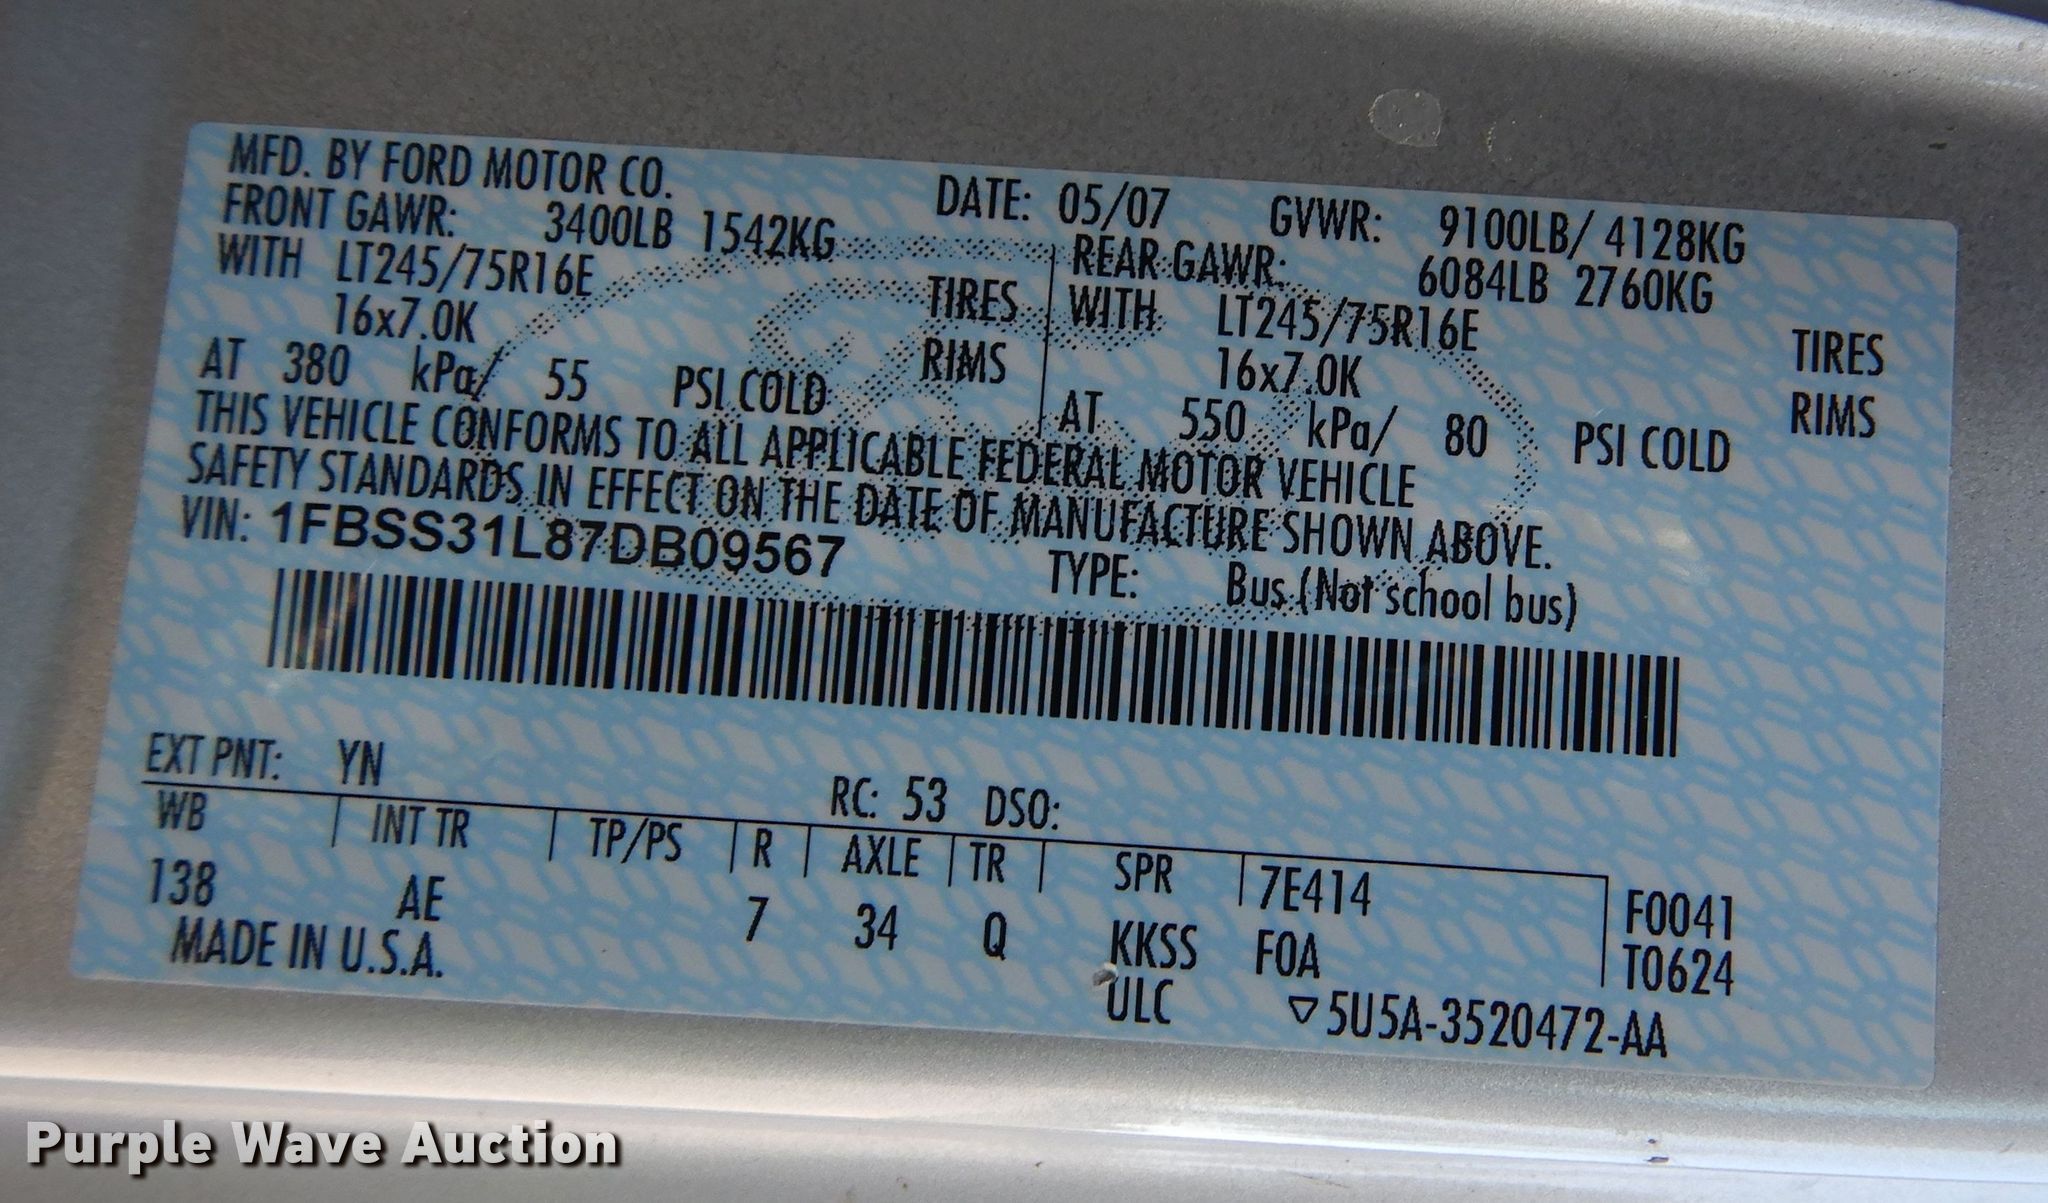 MFD. BY FORD MOTOR CO. DATE: 05/07 GVWR: 9100LB/ 4128KG
FRONT GAWR: 3400LB 1542KG REAR GAWR: 6084LB 2760KG
WITH LT245/75R16E TIRES WITH LT245/75R16E TIRES
16x7.0K RIMS 16x7.0K RIMS
AT 380 kPa/ 55 PSI COLD AT 550 kPa/ 80 PSI COLD
THIS VEHICLE CONFORMS TO ALL APPLICABLE FEDERAL MOTOR VEHICLE
SAFETY STANDARDS IN EFFECT ON THE DATE OF MANUFACTURE SHOWN ABOVE.
VIN: 1FBSS31L87DB09567 TYPE: Bus (Not school bus)
EXT PNT: YN RC: 53 DSO:
WB INT TR TP/PS R AXLE TR SPR 7E414 F0041
138 AE 7 34 Q KKSS FOA T0624
MADE IN U.S.A. ULC ▽5U5A-3520472-AA
Purple Wave Auction